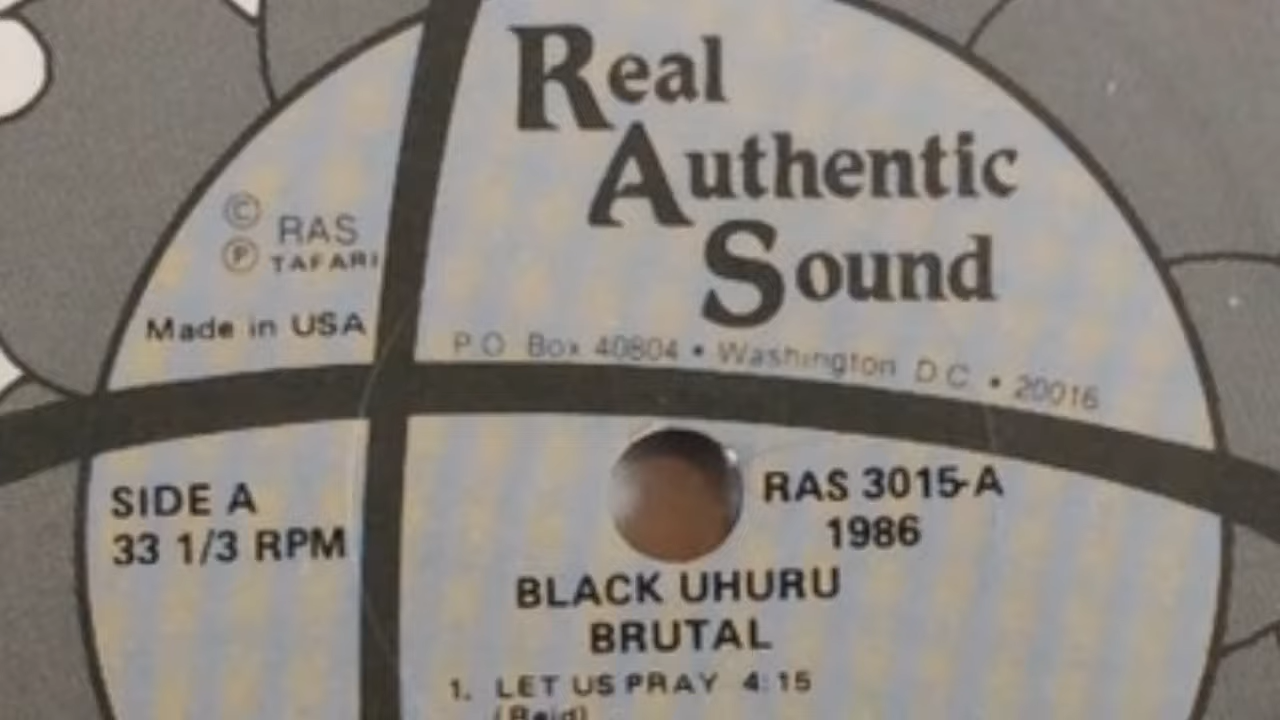 Real
Authentic
Sound
© RAS
℗ TAFARI
Made in USA
P.O. Box 40804 • Washington D.C. • 20016
SIDE A
33 1/3 RPM
RAS 3015-A
1986
BLACK UHURU
BRUTAL
1. LET US PRAY 4:15
(Reid)